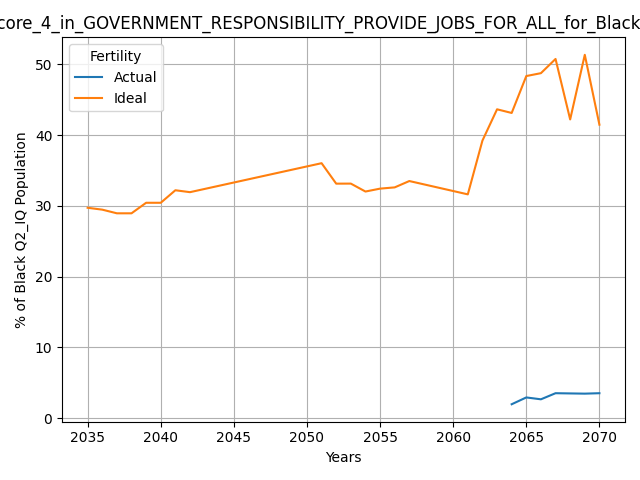 core_4_in_GOVERNMENT_RESPONSIBILITY_PROVIDE_JOBS_FOR_ALL_for_Black
Fertility
Actual
Ideal
% of Black Q2_IQ Population
50
40
30
20
10
0
2035 2040 2045 2050 2055 2060 2065 2070
Years